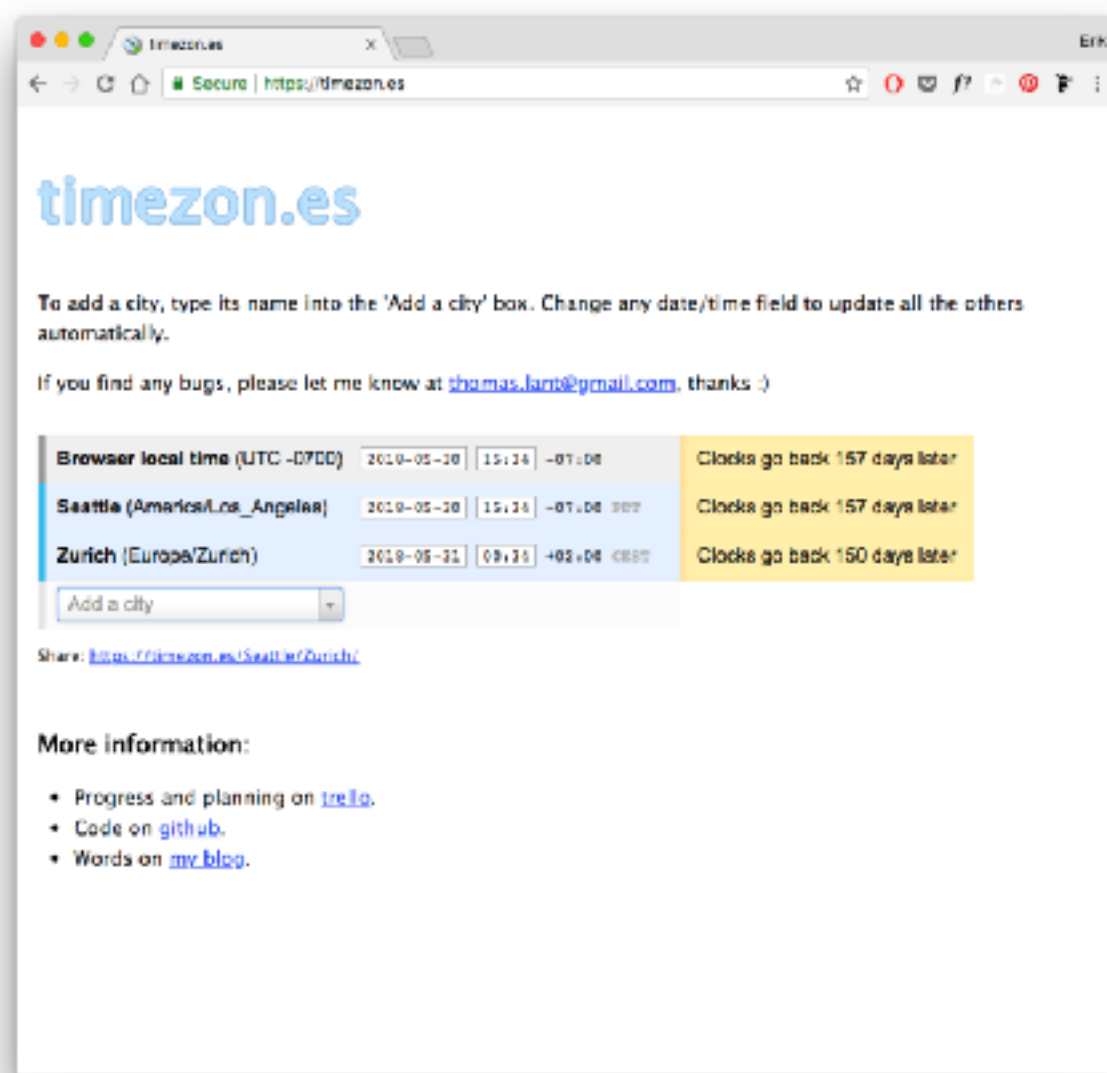 timezon.es
Erik
Secure | https://timezon.es
timezon.es
To add a city, type its name into the 'Add a city' box. Change any date/time field to update all the others
automatically.
If you find any bugs, please let me know at thomas.lant@gmail.com, thanks :)
Browser local time (UTC -0700) 2018-05-30 15:34 -07:00 Clocks go back 157 days later
Seattle (America/Los_Angeles) 2018-05-30 15:34 -07:00 PDT Clocks go back 157 days later
Zurich (Europe/Zurich) 2018-05-31 00:34 +02:00 CEST Clocks go back 150 days later
Add a city
Share: https://timezon.es/Seattle/Zurich/
More information:
• Progress and planning on trello.
• Code on github.
• Words on my blog.